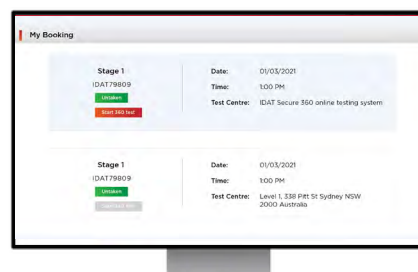 My Booking
Stage 1
IDAT79809
Untaken
Start 360 test
Date: 01/03/2021
Time: 1:00 PM
Test Centre: IDAT Secure 360 online testing system
Stage 1
IDAT79809
Untaken
Date: 01/03/2021
Time: 1:00 PM
Test Centre: Level 1, 338 Pitt St Sydney NSW
2000 Australia